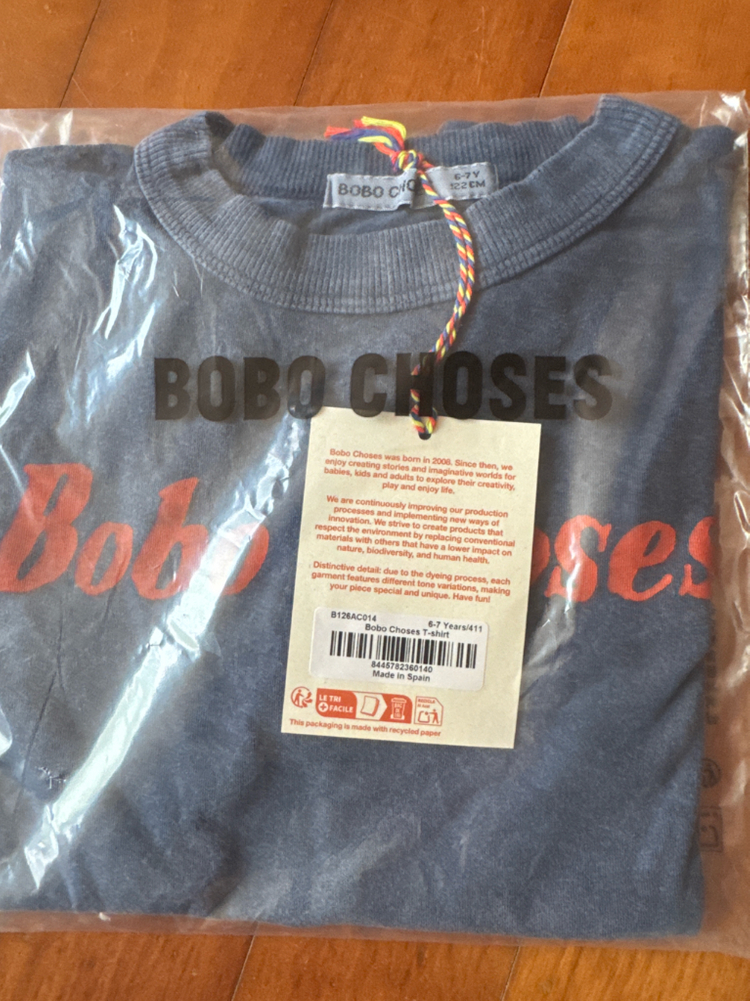 BOBO CHO
6-7 Y
122 CM
BOBO CHOSES
Bobo Choses was born in 2008. Since then, we
enjoy creating stories and imaginative worlds for
babies, kids and adults to explore their creativity,
play and enjoy life.
We are continuously improving our production
processes and implementing new ways of
innovation. We strive to create products that
respect the environment by replacing conventional
materials with others that have a lower impact on
nature, biodiversity, and human health.
Distinctive detail: due to the dyeing process, each
garment features different tone variations, making
your piece special and unique. Have fun!
Bobo oses
B126AC014 6-7 Years/411
Bobo Choses T-shirt
8445782360140
Made in Spain
LE TRI
+ FACILE
This packaging is made with recycled paper